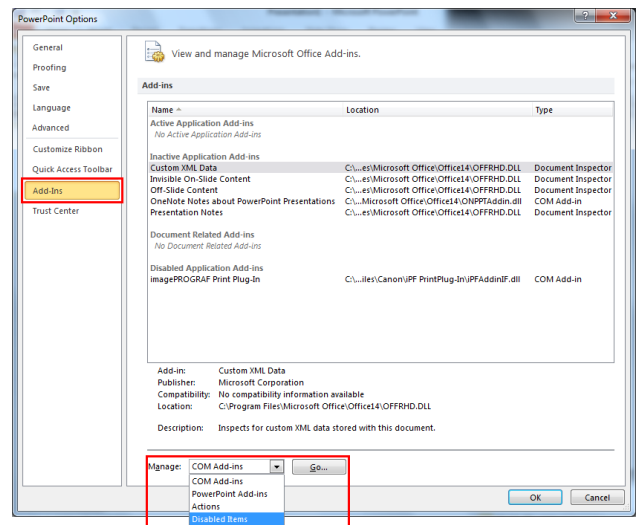 PowerPoint Options
General
Proofing
Save
Language
Advanced
Customize Ribbon
Quick Access Toolbar
Add-Ins
Trust Center
View and manage Microsoft Office Add-ins.
Add-ins
Name Location Type
Active Application Add-ins
No Active Application Add-ins
Inactive Application Add-ins
Custom XML Data C:\...es\Microsoft Office\Office14\OFFRHD.DLL Document Inspector
Invisible On-Slide Content C:\...es\Microsoft Office\Office14\OFFRHD.DLL Document Inspector
Off-Slide Content C:\...es\Microsoft Office\Office14\OFFRHD.DLL Document Inspector
OneNote Notes about PowerPoint Presentations C:\...Microsoft Office\Office14\ONPPTAddin.dll COM Add-in
Presentation Notes C:\...es\Microsoft Office\Office14\OFFRHD.DLL Document Inspector
Document Related Add-ins
No Document Related Add-ins
Disabled Application Add-ins
imagePROGRAF Print Plug-In C:\...iles\Canon\iPF PrintPlug-In\iPFAddinIF.dll COM Add-in
Add-in: Custom XML Data
Publisher: Microsoft Corporation
Compatibility: No compatibility information available
Location: C:\Program Files\Microsoft Office\Office14\OFFRHD.DLL
Description: Inspects for custom XML data stored with this document.
Manage: COM Add-ins Go...
COM Add-ins
PowerPoint Add-ins
Actions
Disabled Items
OK Cancel